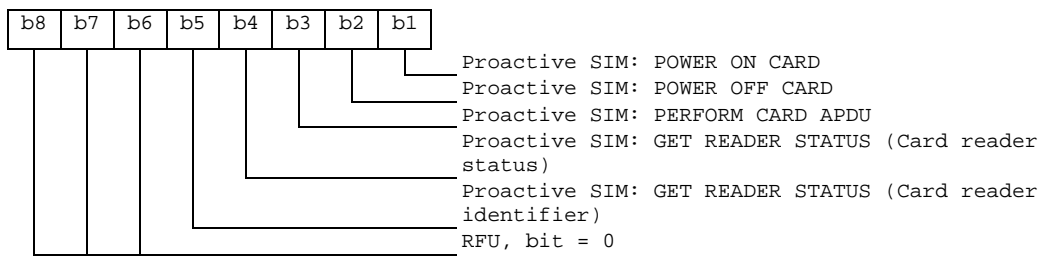 b8 b7 b6 b5 b4 b3 b2 b1
Proactive SIM: POWER ON CARD
Proactive SIM: POWER OFF CARD
Proactive SIM: PERFORM CARD APDU
Proactive SIM: GET READER STATUS (Card reader
status)
Proactive SIM: GET READER STATUS (Card reader
identifier)
RFU, bit = 0